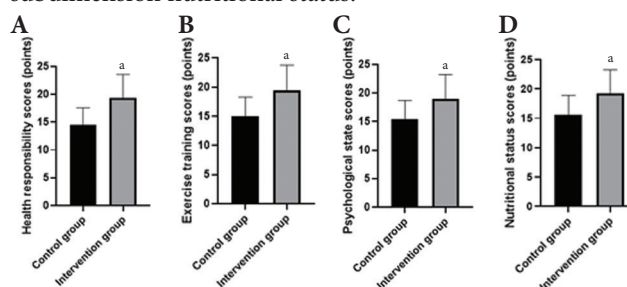 subdimension nutritional status.
A B C D
Health responsibility scores (points)
25
20
15
10
5
0
Control group
Intervention group
a
Exercise training scores (points)
25
20
15
10
5
0
Control group
Intervention group
a
Psychological state scores (points)
25
20
15
10
5
0
Control group
Intervention group
a
Nutritional status scores (points)
25
20
15
10
5
0
Control group
Intervention group
a